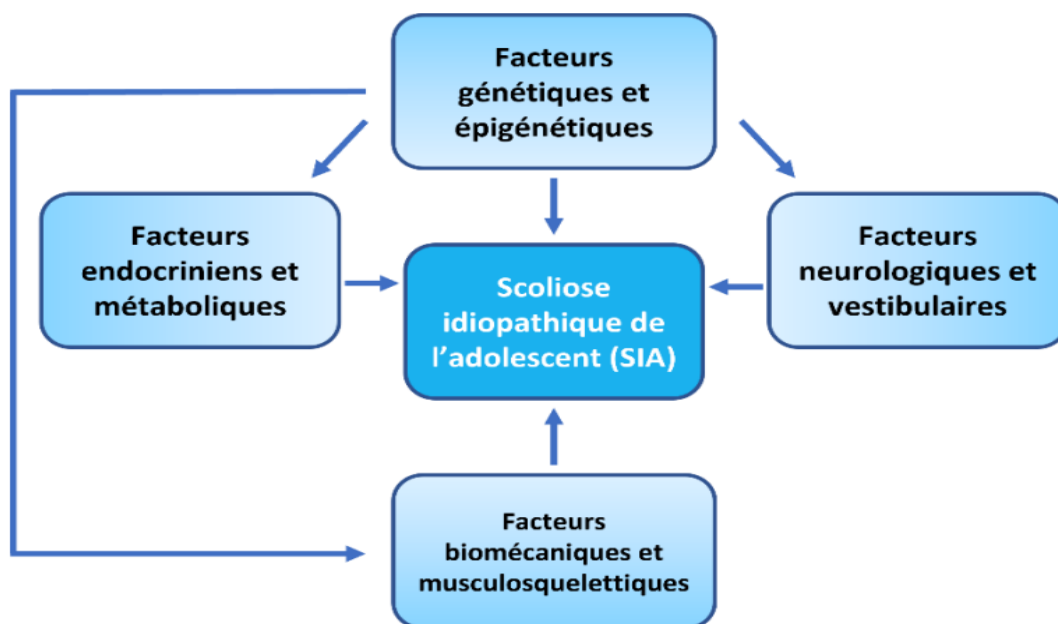 Facteurs
génétiques et
épigénétiques
Facteurs
endocriniens et
métaboliques
Scoliose
idiopathique de
l’adolescent (SIA)
Facteurs
neurologiques et
vestibulaires
Facteurs
biomécaniques et
musculosquelettiques